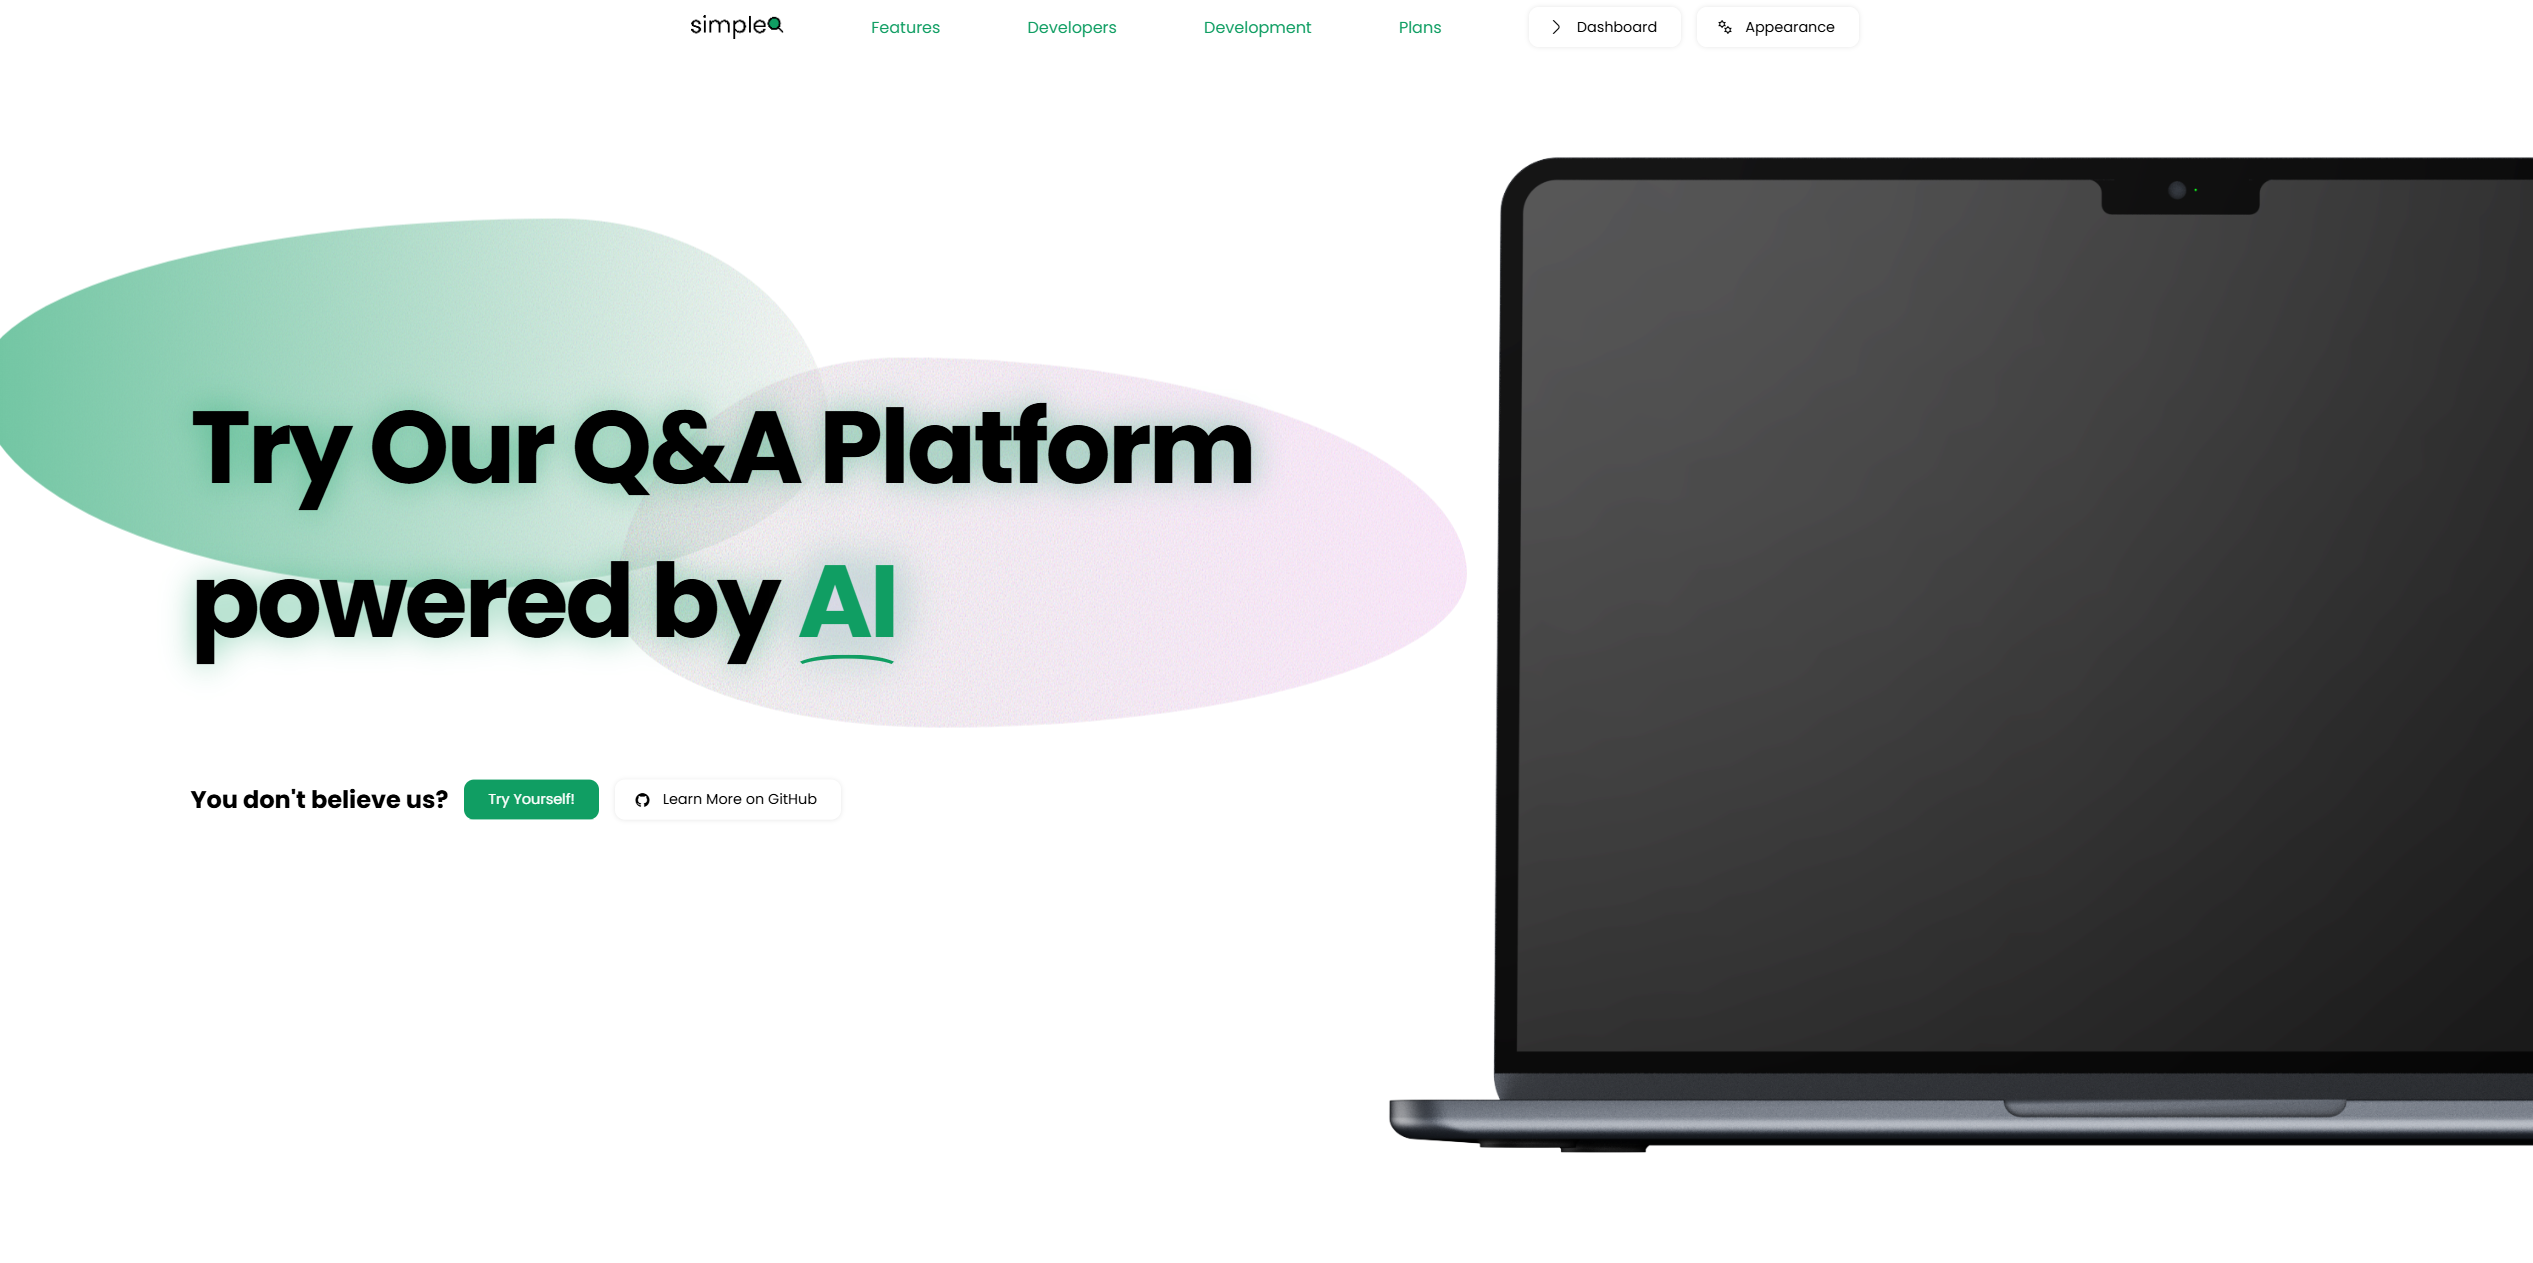 simple
Features
Developers
Development
Plans
Dashboard
Appearance
Try Our Q&A Platform
powered by AI
You don't believe us?
Try Yourself!
Learn More on GitHub